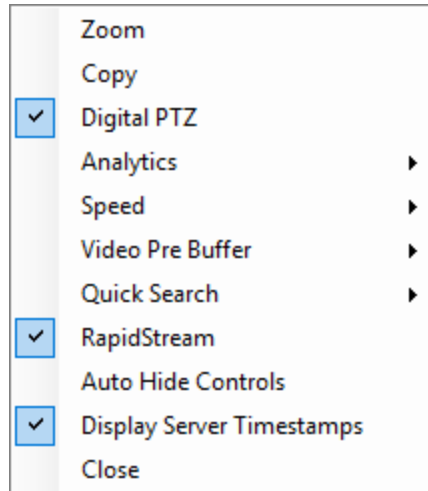 Zoom
Copy
Digital PTZ
Analytics
Speed
Video Pre Buffer
Quick Search
RapidStream
Auto Hide Controls
Display Server Timestamps
Close